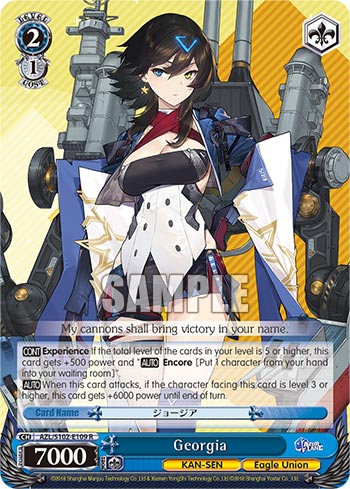 LEVEL
2
1
COST
SAMPLE
My cannons shall bring victory in your name.
CONT Experience If the total level of the cards in your level is 5 or higher, this
card gets +500 power and "AUTO Encore [Put 1 character from your hand
into your waiting room]".
AUTO When this card attacks, if the character facing this card is level 3 or
higher, this card gets +6000 power until end of turn.
Card Name ジョージア
CH AZL/S102-E109 R
Georgia
POWER 7000
KAN-SEN Eagle Union